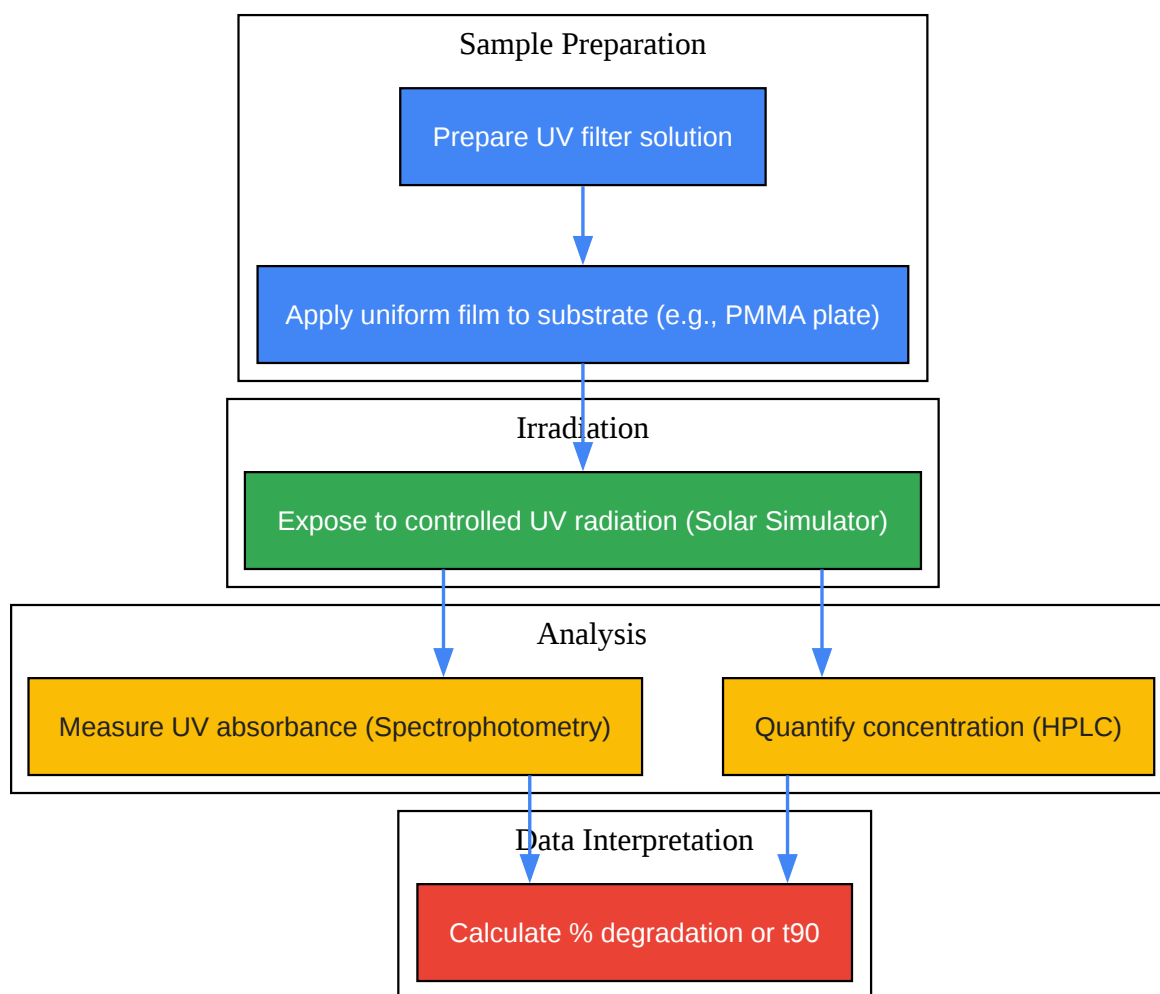 Sample Preparation
Prepare UV filter solution
Apply uniform film to substrate (e.g., PMMA plate)
Irradiation
Expose to controlled UV radiation (Solar Simulator)
Analysis
Measure UV absorbance (Spectrophotometry)
Quantify concentration (HPLC)
Data Interpretation
Calculate % degradation or t90